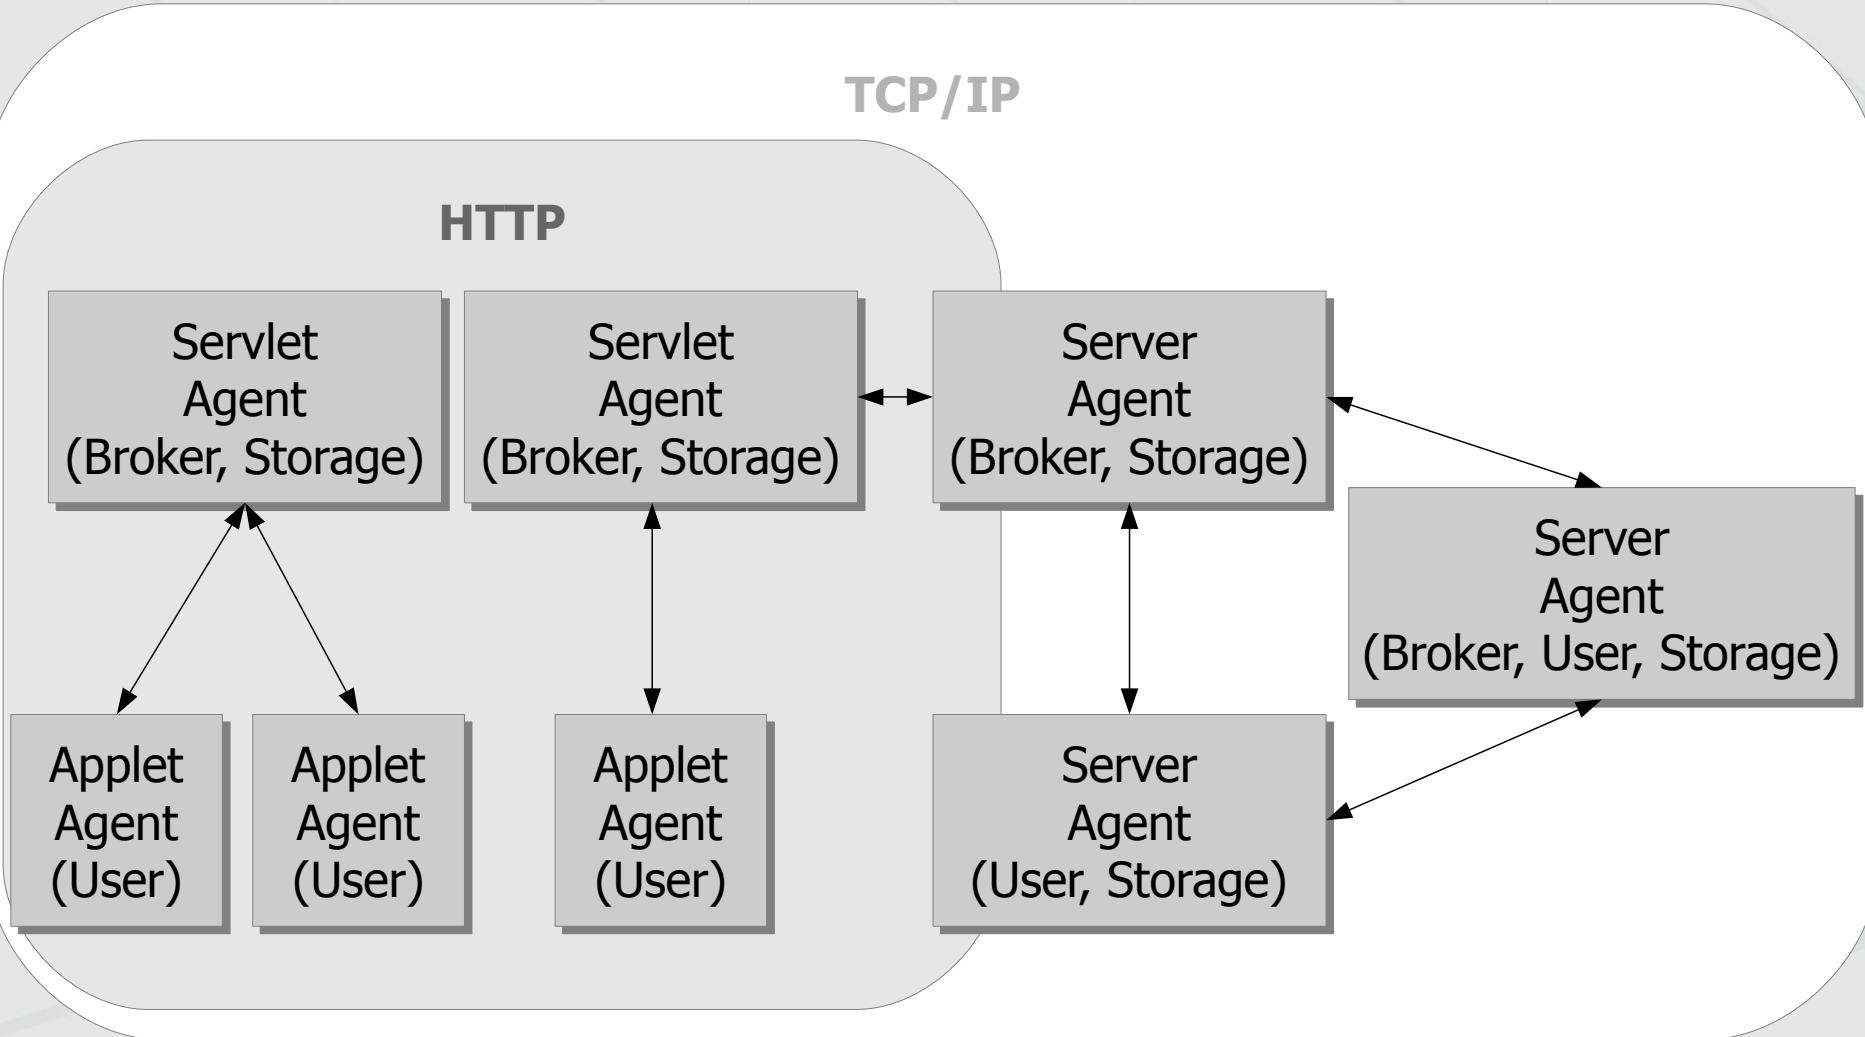 TCP/IP
HTTP
Servlet
Agent
(Broker, Storage)
Servlet
Agent
(Broker, Storage)
Server
Agent
(Broker, Storage)
Server
Agent
(Broker, User, Storage)
Applet
Agent
(User)
Applet
Agent
(User)
Applet
Agent
(User)
Server
Agent
(User, Storage)